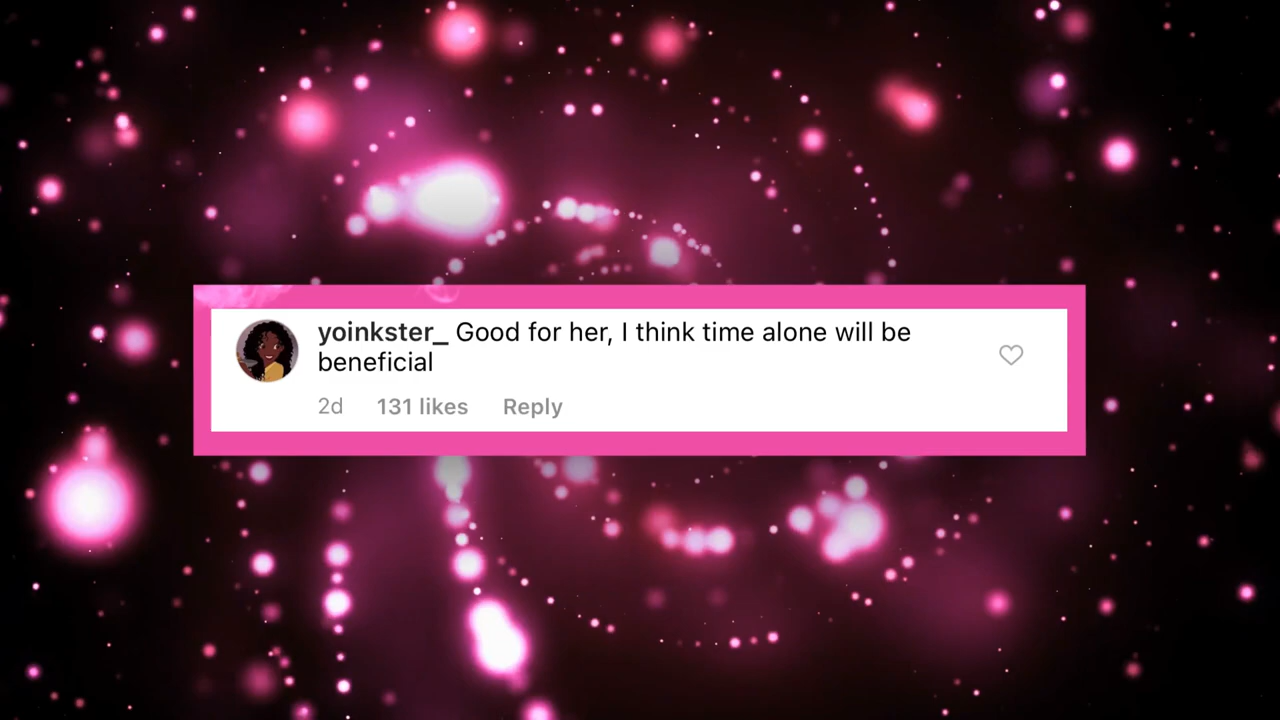 yoinkster_ Good for her, I think time alone will be
beneficial
2d 131 likes Reply